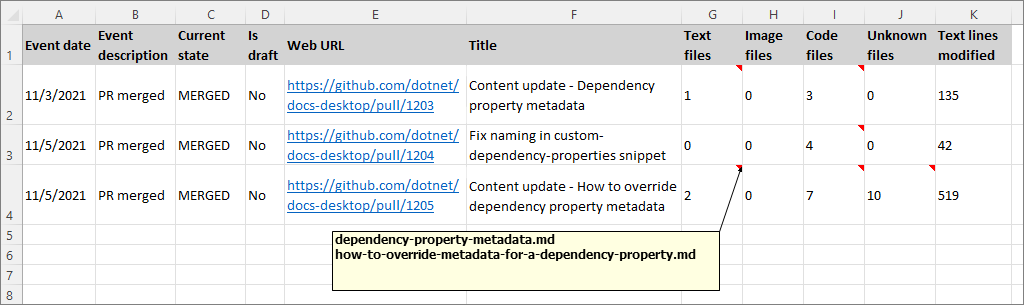 A B C D E F G H I J K
1 Event date Event description Current state Is draft Web URL Title Text files Image files Code files Unknown files Text lines modified
2 11/3/2021 PR merged MERGED No https://github.com/dotnet/docs-desktop/pull/1203 Content update - Dependency property metadata 1 0 3 0 135
3 11/5/2021 PR merged MERGED No https://github.com/dotnet/docs-desktop/pull/1204 Fix naming in custom-dependency-properties snippet 0 0 4 0 42
4 11/5/2021 PR merged MERGED No https://github.com/dotnet/docs-desktop/pull/1205 Content update - How to override dependency property metadata 2 0 7 10 519
5
dependency-property-metadata.md
6 how-to-override-metadata-for-a-dependency-property.md
7
8